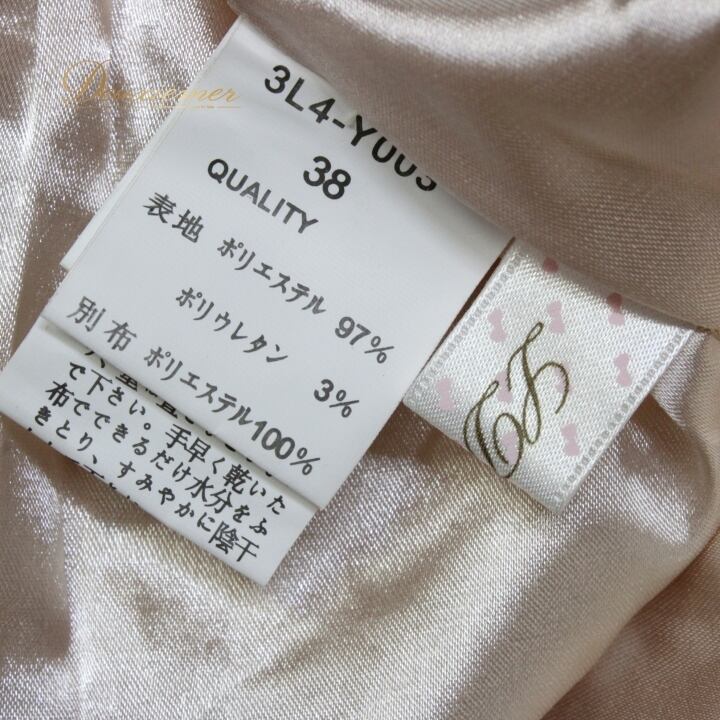 3L4-Y003
38
QUALITY
表地 ポリエステル 97%
ポリウレタン 3%
別布 ポリエステル100%
で下さい。手早く乾いた
布でできるだけ水分をふ
きとり、すみやかに陰干